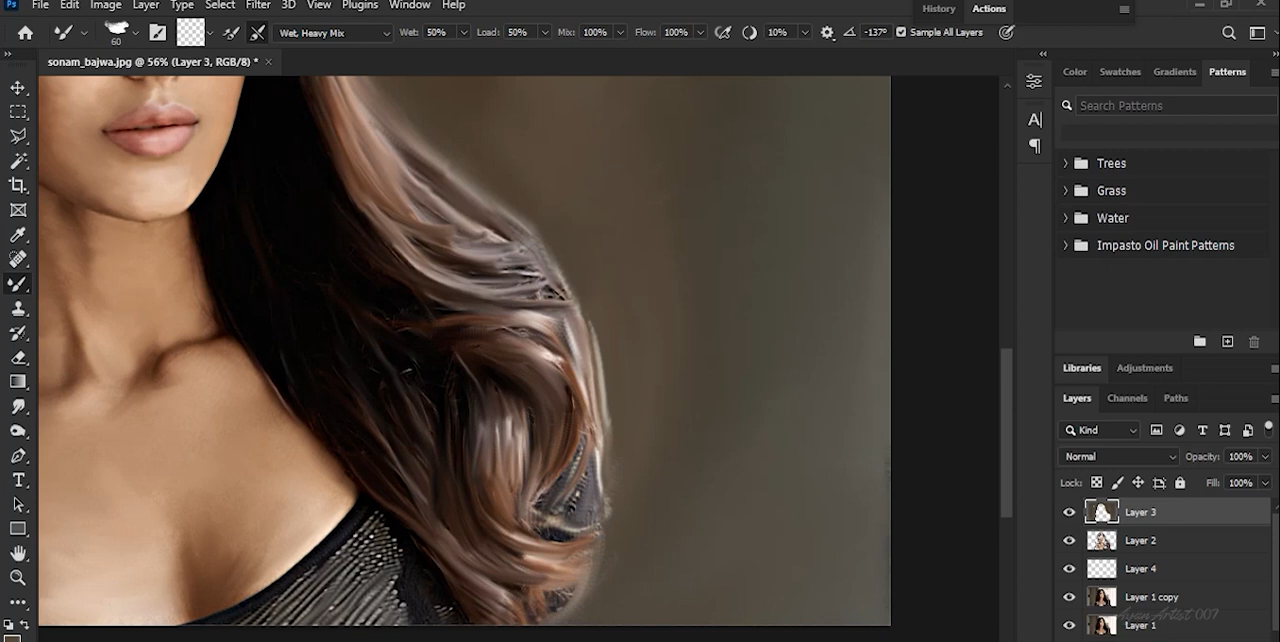 Ps File Edit Image Layer Type Select Filter 3D View Plugins Window Help
History Actions
60 Wet, Heavy Mix Wet: 50% Load: 50% Mix: 100% Flow: 100% 10% -137° Sample All Layers
sonam_bajwa.jpg @ 56% (Layer 3, RGB/8) *
Color Swatches Gradients Patterns
Search Patterns
Trees
Grass
Water
Impasto Oil Paint Patterns
Libraries Adjustments
Layers Channels Paths
Kind
Normal Opacity: 100%
Lock: Fill: 100%
Layer 3
Layer 2
Layer 4
Layer 1 copy
Artist 007
Layer 1